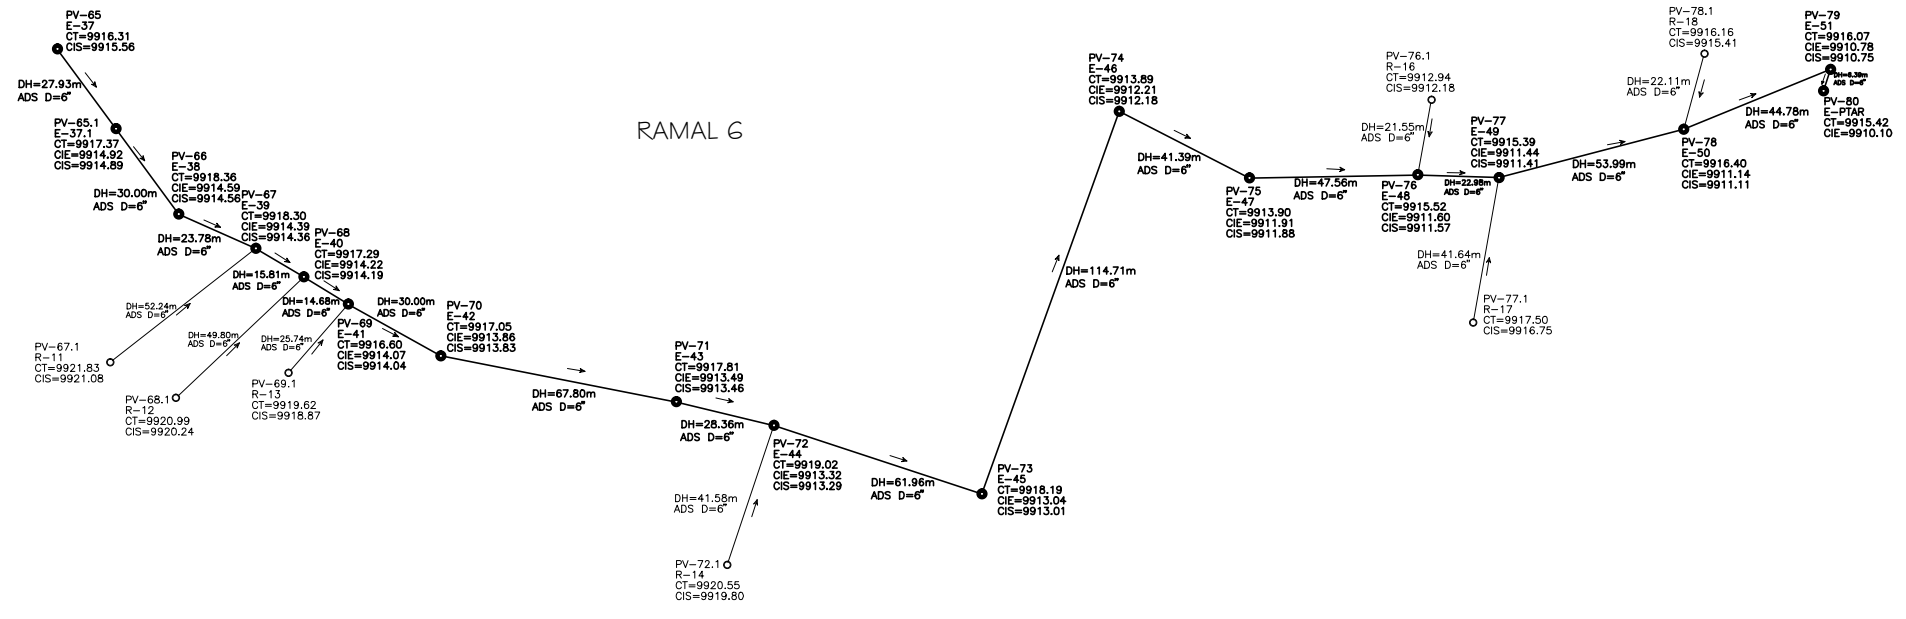 PV-65
E-37
CT=9916.31
CIS=9915.56
DH=27.93m
ADS D=6"
PV-65.1
E-37.1
CT=9917.37
CIE=9914.92
CIS=9914.89
DH=30.00m
ADS D=6"
PV-66
E-38
CT=9918.36
CIE=9914.59
CIS=9914.56
DH=23.78m
ADS D=6"
PV-67
E-39
CT=9918.30
CIE=9914.39
CIS=9914.36
DH=52.24m
ADS D=6"
PV-67.1
R-11
CT=9921.83
CIS=9921.08
DH=15.81m
ADS D=6"
PV-68
E-40
CT=9917.29
CIE=9914.22
CIS=9914.19
DH=49.80m
ADS D=6"
PV-68.1
R-12
CT=9920.99
CIS=9920.24
DH=14.68m
ADS D=6"
PV-69
E-41
CT=9916.60
CIE=9914.07
CIS=9914.04
DH=25.74m
ADS D=6"
PV-69.1
R-13
CT=9919.62
CIS=9918.87
DH=30.00m
ADS D=6"
PV-70
E-42
CT=9917.05
CIE=9913.86
CIS=9913.83
DH=67.80m
ADS D=6"
RAMAL 6
PV-71
E-43
CT=9917.81
CIE=9913.49
CIS=9913.46
DH=28.36m
ADS D=6"
PV-72
E-44
CT=9919.02
CIE=9913.32
CIS=9913.29
DH=41.58m
ADS D=6"
PV-72.1
R-14
CT=9920.55
CIS=9919.80
DH=61.96m
ADS D=6"
PV-73
E-45
CT=9918.19
CIE=9913.04
CIS=9913.01
DH=114.71m
ADS D=6"
PV-74
E-46
CT=9913.89
CIE=9912.21
CIS=9912.18
DH=41.39m
ADS D=6"
PV-75
E-47
CT=9913.90
CIE=9911.91
CIS=9911.88
DH=47.56m
ADS D=6"
PV-76.1
R-16
CT=9912.94
CIS=9912.18
DH=21.55m
ADS D=6"
PV-76
E-48
CT=9915.52
CIE=9911.60
CIS=9911.57
DH=22.98m
ADS D=6"
PV-77
E-49
CT=9915.39
CIE=9911.44
CIS=9911.41
DH=41.64m
ADS D=6"
PV-77.1
R-17
CT=9917.50
CIS=9916.75
DH=53.99m
ADS D=6"
PV-78.1
R-18
CT=9916.16
CIS=9915.41
DH=22.11m
ADS D=6"
PV-78
E-50
CT=9916.40
CIE=9911.14
CIS=9911.11
DH=44.78m
ADS D=6"
PV-79
E-51
CT=9916.07
CIE=9910.78
CIS=9910.75
ADS D=6"
PV-80
E-PTAR
CT=9915.42
CIE=9910.10